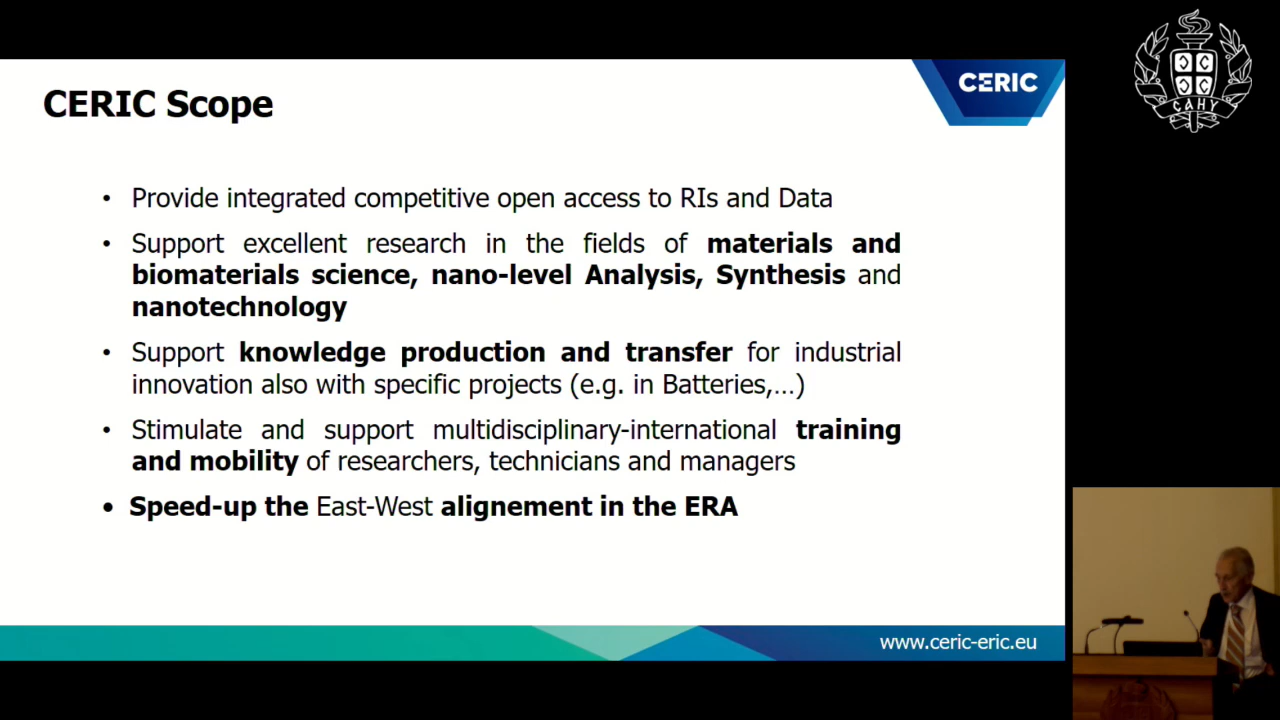 CERIC Scope
CERIC
САНУ
• Provide integrated competitive open access to RIs and Data
• Support excellent research in the fields of materials and
biomaterials science, nano-level Analysis, Synthesis and
nanotechnology
• Support knowledge production and transfer for industrial
innovation also with specific projects (e.g. in Batteries,...)
• Stimulate and support multidisciplinary-international training
and mobility of researchers, technicians and managers
• Speed-up the East-West alignement in the ERA
www.ceric-eric.eu